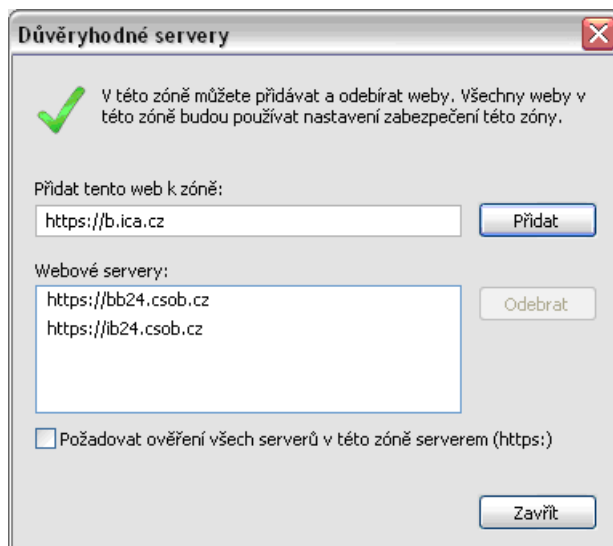 Důvěryhodné servery
V této zóně můžete přidávat a odebírat weby. Všechny weby v
této zóně budou používat nastavení zabezpečení této zóny.
Přidat tento web k zóně:
https://b.ica.cz
Přidat
Webové servery:
https://bb24.csob.cz
https://ib24.csob.cz
Odebrat
Požadovat ověření všech serverů v této zóně serverem (https:)
Zavřít